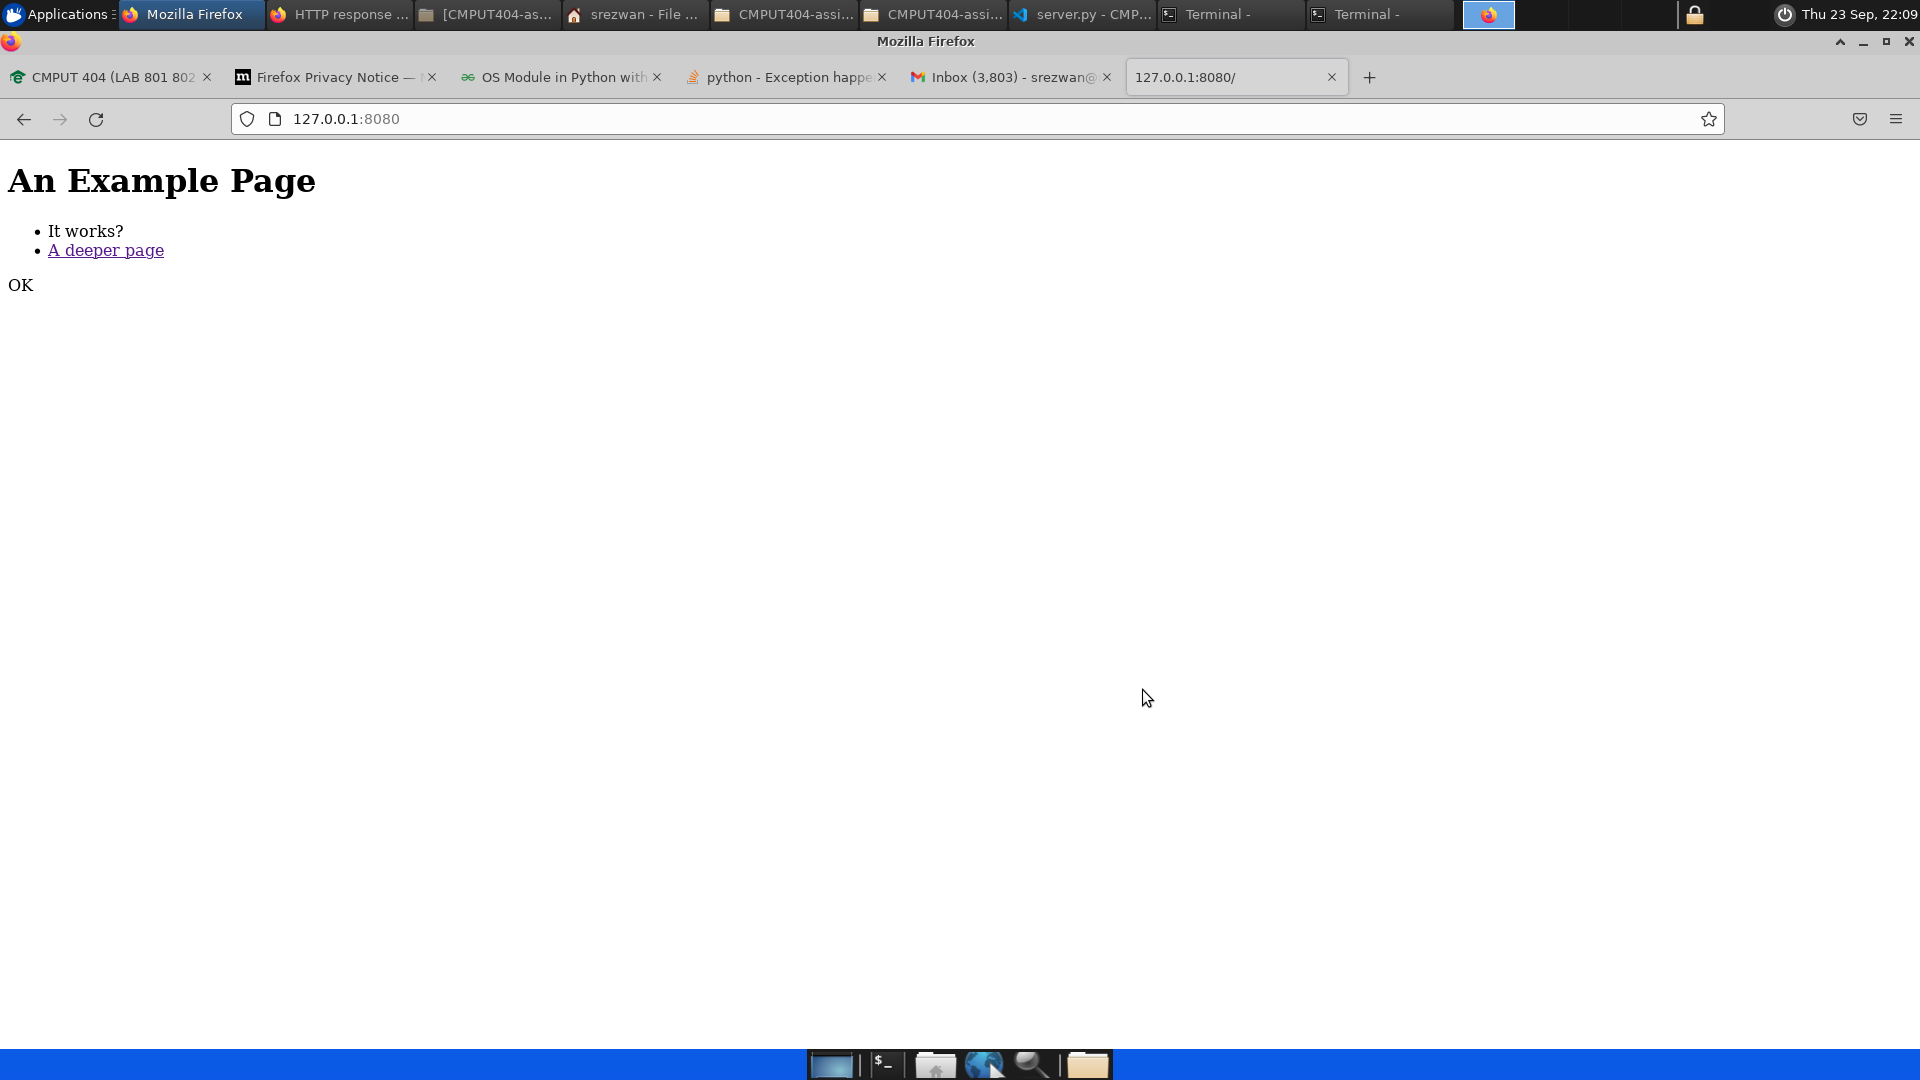 Applications
Mozilla Firefox
HTTP response ...
[CMPUT404-as...
srezwan - File ...
CMPUT404-assi...
CMPUT404-assi...
server.py - CMP...
Terminal -
Terminal -
Thu 23 Sep, 22:09
Mozilla Firefox
CMPUT 404 (LAB 801 802
Firefox Privacy Notice —
OS Module in Python with
python - Exception happe
Inbox (3,803) - srezwan@
127.0.0.1:8080/
127.0.0.1:8080
An Example Page
• It works?
• A deeper page
OK